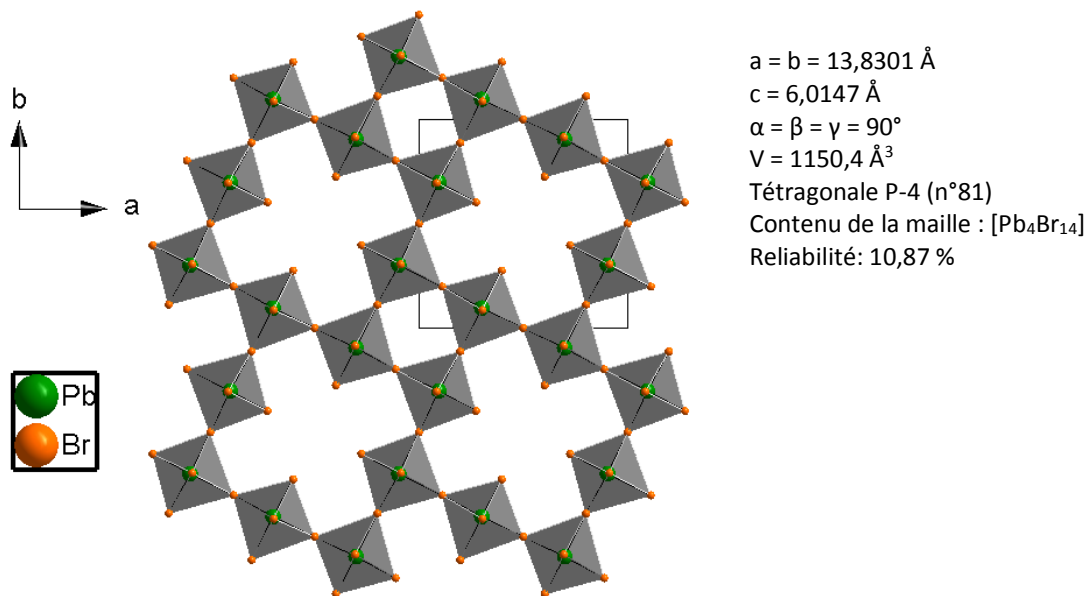 a = b = 13,8301 Å
c = 6,0147 Å
α = β = γ = 90°
V = 1150,4 Å³
Tétragonale P-4 (n°81)
Contenu de la maille : [Pb₄Br₁₄]
Reliabilité: 10,87 %
b
a
Pb
Br